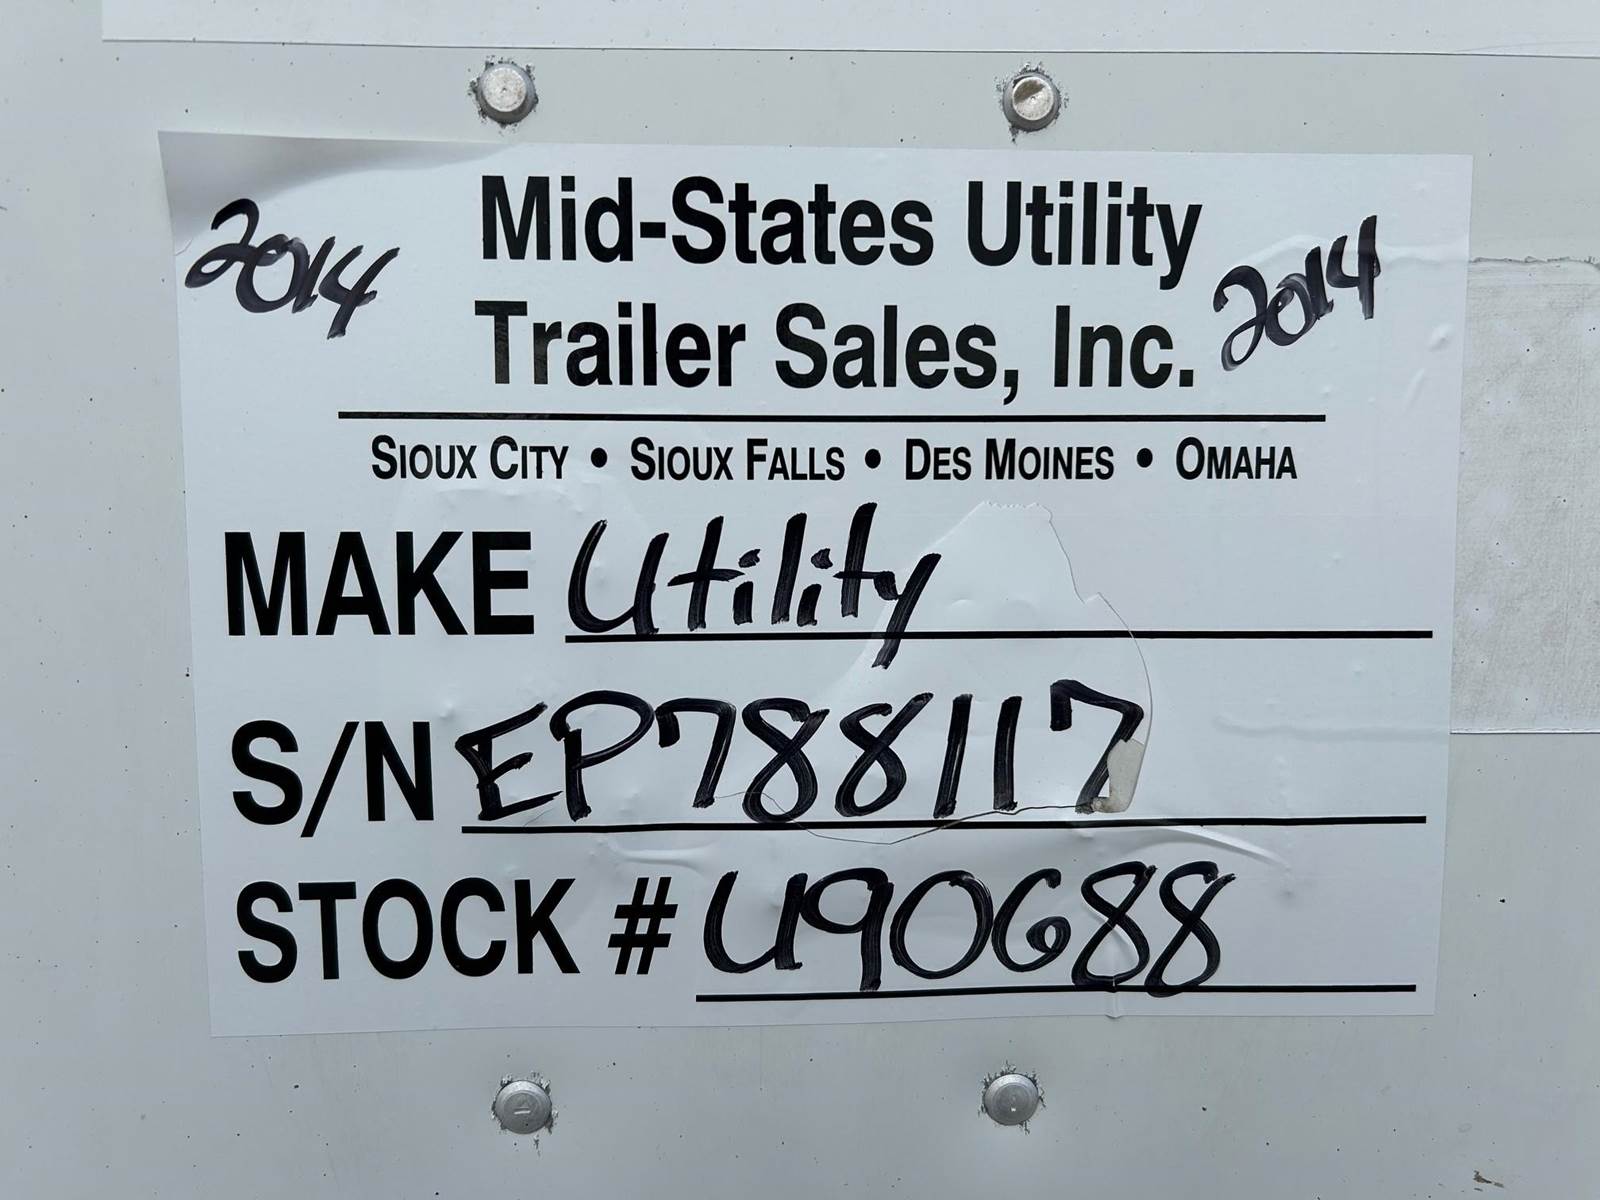 2014
Mid-States Utility
Trailer Sales, Inc.
2014
SIOUX CITY • SIOUX FALLS • DES MOINES • OMAHA
MAKE Utility
S/N EP788117
STOCK # U90688